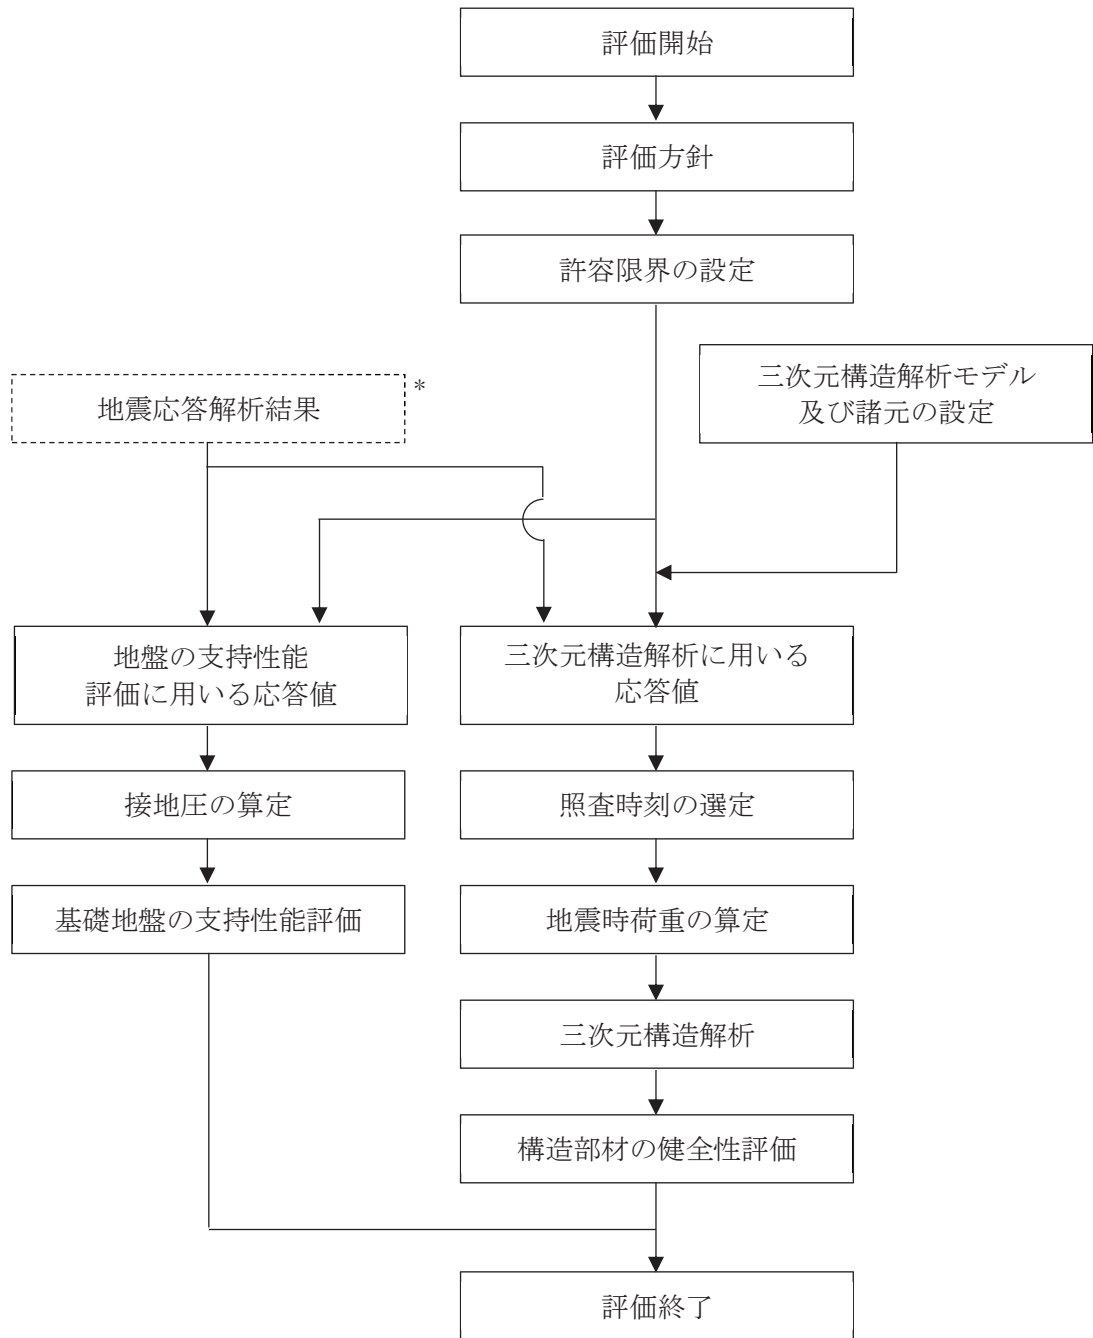 評価開始
評価方針
許容限界の設定
三次元構造解析モデル
及び諸元の設定
地震応答解析結果
*
地盤の支持性能
評価に用いる応答値
三次元構造解析に用いる
応答値
接地圧の算定
照査時刻の選定
基礎地盤の支持性能評価
地震時荷重の算定
三次元構造解析
構造部材の健全性評価
評価終了